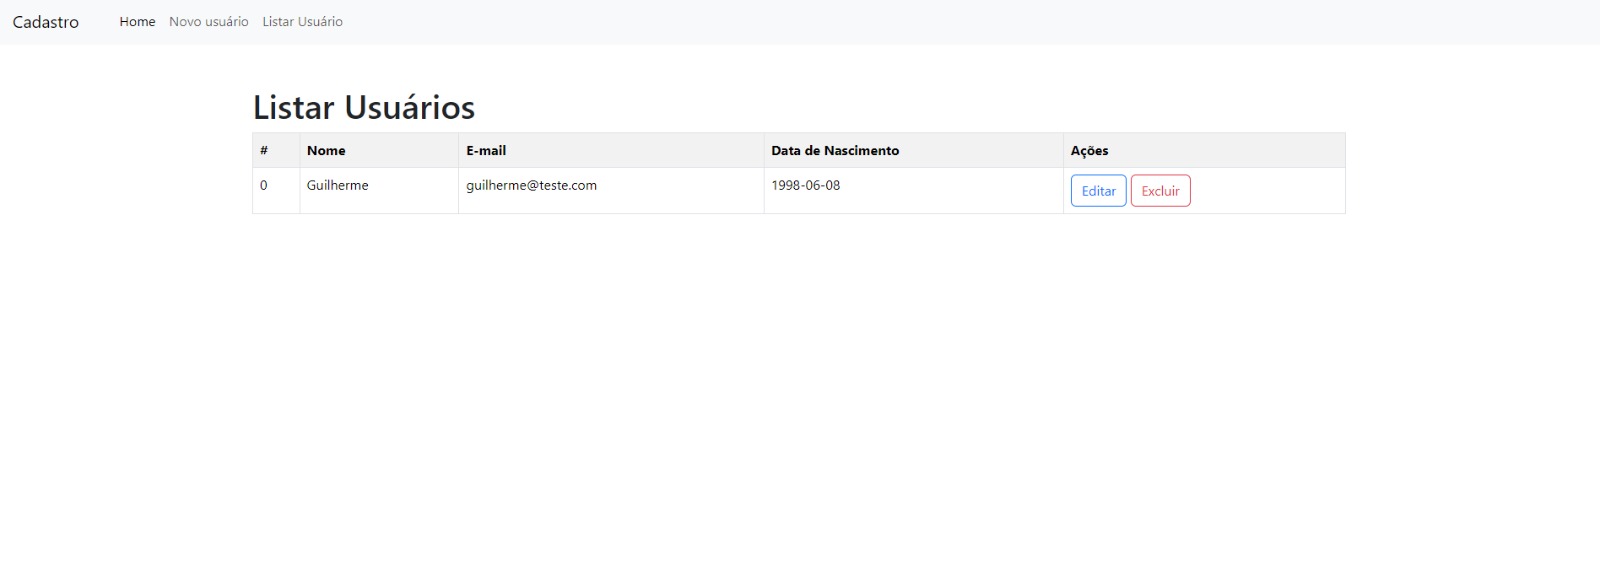 Cadastro Home Novo usuário Listar Usuário
Listar Usuários
# Nome E-mail Data de Nascimento Ações
0 Guilherme guilherme@teste.com 1998-06-08 Editar Excluir